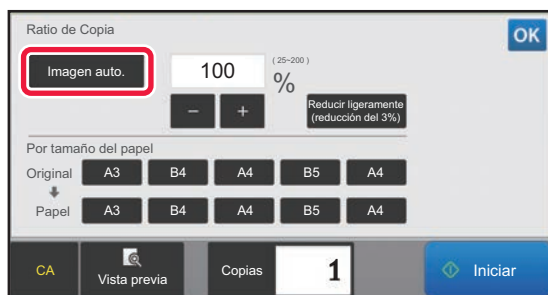 Ratio de Copia
OK
Imagen auto.
100
(25~200)
%
–
+
Reducir ligeramente
(reducción del 3%)
Por tamaño del papel
Original A3 B4 A4 B5 A4
Papel A3 B4 A4 B5 A4
CA
Vista previa
Copias
1
Iniciar